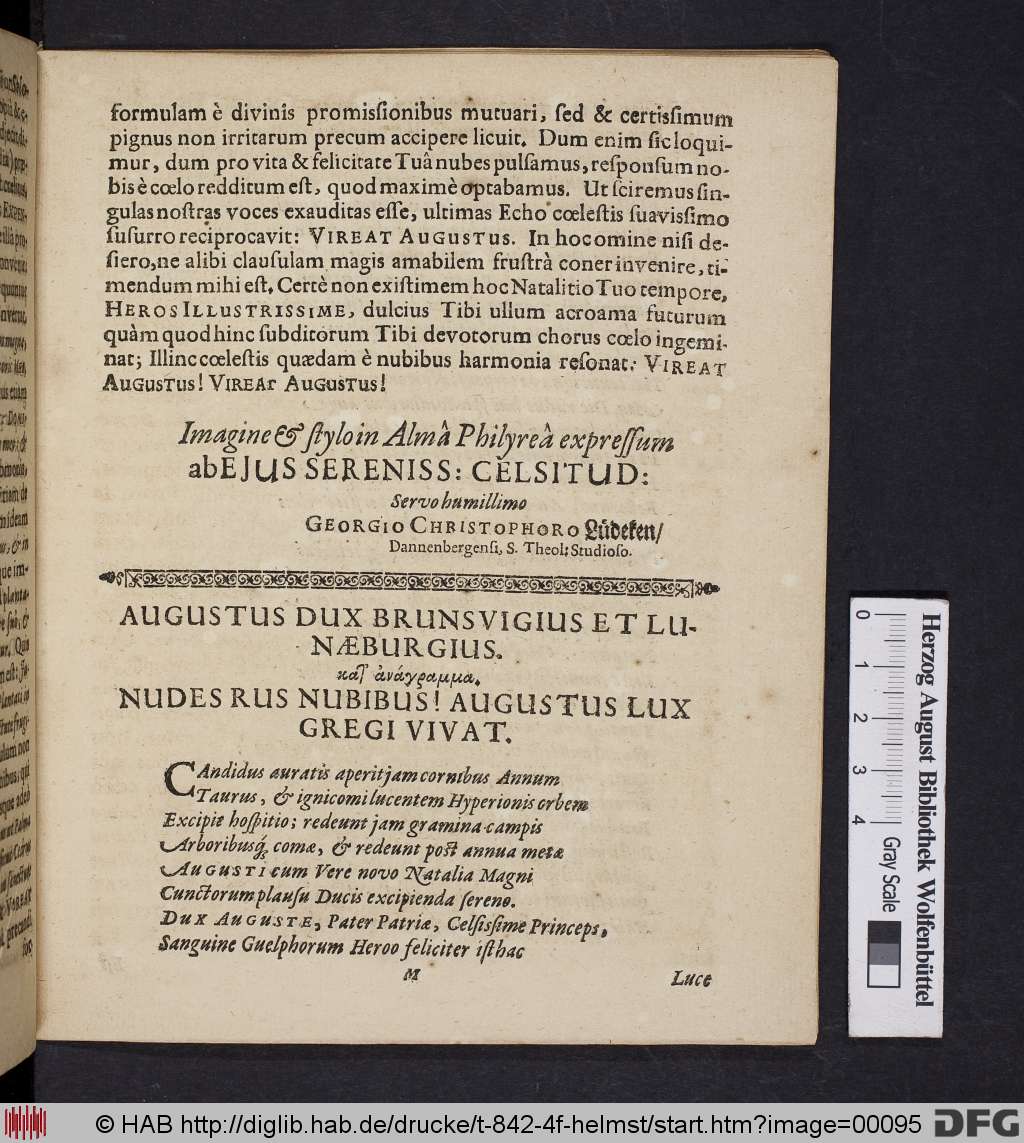 formulam è divinis promiſſionibus mutuari, ſed & certiſſimum
pignus non irritarum precum accipere licuit. Dum enim ſic loqui-
mur, dum pro vita & felicitate Tuâ nubes pulſamus, reſponſum no-
bis è cœlo redditum eſt, quod maximè optabamus. Ut ſciremus ſin-
gulas noſtras voces exauditas eſſe, ultimas Echo cœleſtis ſuaviſſimo
ſuſurro reciprocavit: VIREAT AUGUSTUS. In hoc omine niſi de-
ſiero, ne alibi clauſulam magis amabilem fruſtrà coner invenire, ti-
mendum mihi eſt. Certè non exiſtimem hoc Natalitio Tuo tempore,
HEROS ILLUSTRISSIME, dulcius Tibi ullum acroama futurum
quàm quod hinc ſubditorum Tibi devotorum chorus cœlo ingemi-
nat; Illinc cœleſtis quædam è nubibus harmonia reſonat: VIREAT
AUGUSTUS! VIREAT AUGUSTUS!
Imagine & ſtylo in Almâ Philyreâ expreſſum
ab EJUS SERENISS: CELSITUD:
Servo humillimo
GEORGIO CHRISTOPHORO Lüdeken/
Dannenbergenſi, S. Theol: Studioſo.
AUGUSTUS DUX BRUNSVIGIUS ET LU-
NÆBURGIUS.
κατ' ἀνάγραμμα.
NUDES RUS NUBIBUS! AUGUSTUS LUX
GREGI VIVAT.
CAndidus auratis aperit jam cornibus Annum
Taurus, & ignicomi lucentem Hyperionis orbem
Excipit hoſpitio; redeunt jam gramina campis
Arboribusq́; comæ, & redeunt poſt annua metæ
AUGUSTI cum Vere novo Natalia Magni
Cunctorum plauſu Ducis excipienda ſereno.
DUX AUGUSTE, Pater Patriæ, Celſiſſime Princeps,
Sanguine Guelphorum Heroo feliciter iſthac
M
Luce
0 1 2 3 4
Herzog August Bibliothek Wolfenbüttel
Gray Scale
© HAB http://diglib.hab.de/drucke/t-842-4f-helmst/start.htm?image=00095
DFG